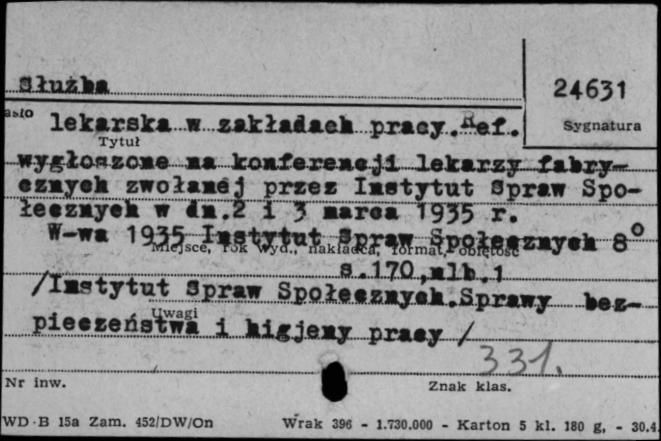 Służba
24631
asło
lekarska w zakładach pracy. Ref.
Sygnatura
Tytuł
wygłoszone na konferencji lekarzy fabry-
cznych zwołanej przez Instytut Spraw Spo-
łecznych w dn.2 i 3 marca 1935 r.
W-wa 1935 Instytut Spraw Społecznych 8°
Miejsce, rok wyd., nakładca, format, objętość
s.170,nlb.1
/Instytut Spraw Społecznych.Sprawy bez-
Uwagi
pieczeństwa i higjeny pracy /
331.
Nr inw.
Znak klas.
WD-B 15a Zam. 452/DW/On Wrak 396 - 1.730.000 - Karton 5 kl. 180 g, - 30.4